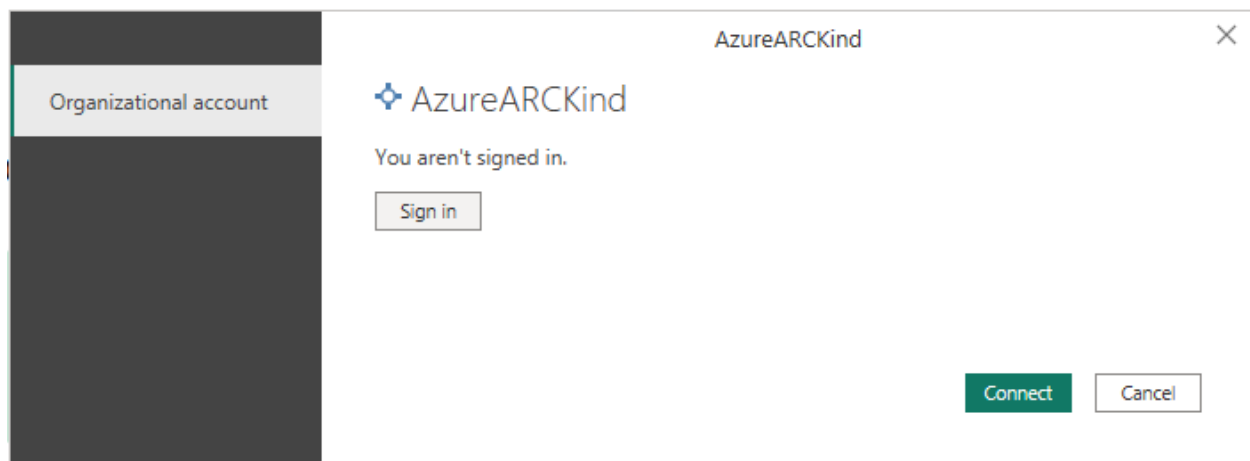 AzureARCKind
Organizational account
AzureARCKind
You aren't signed in.
Sign in
Connect
Cancel